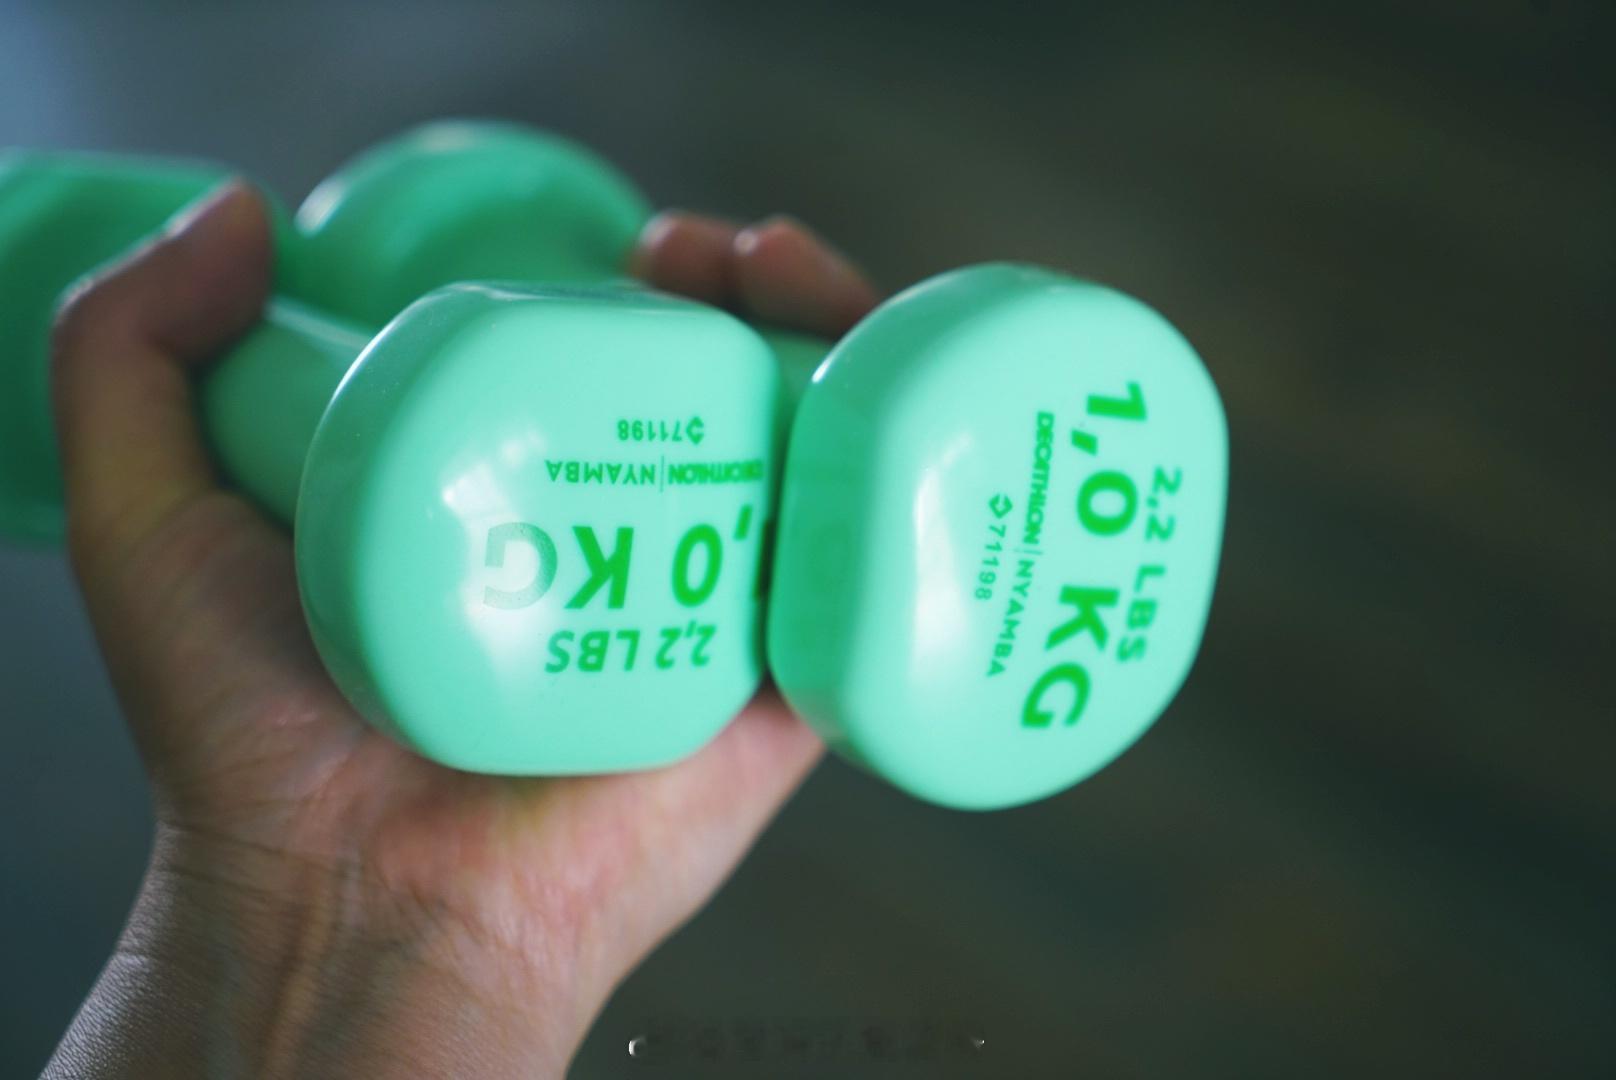 71198
DECATHLON | NYAMBA
,0 KG
2,2 LBS
2,2 LBS
1,0 KG
DECATHLON | NYAMBA
71198